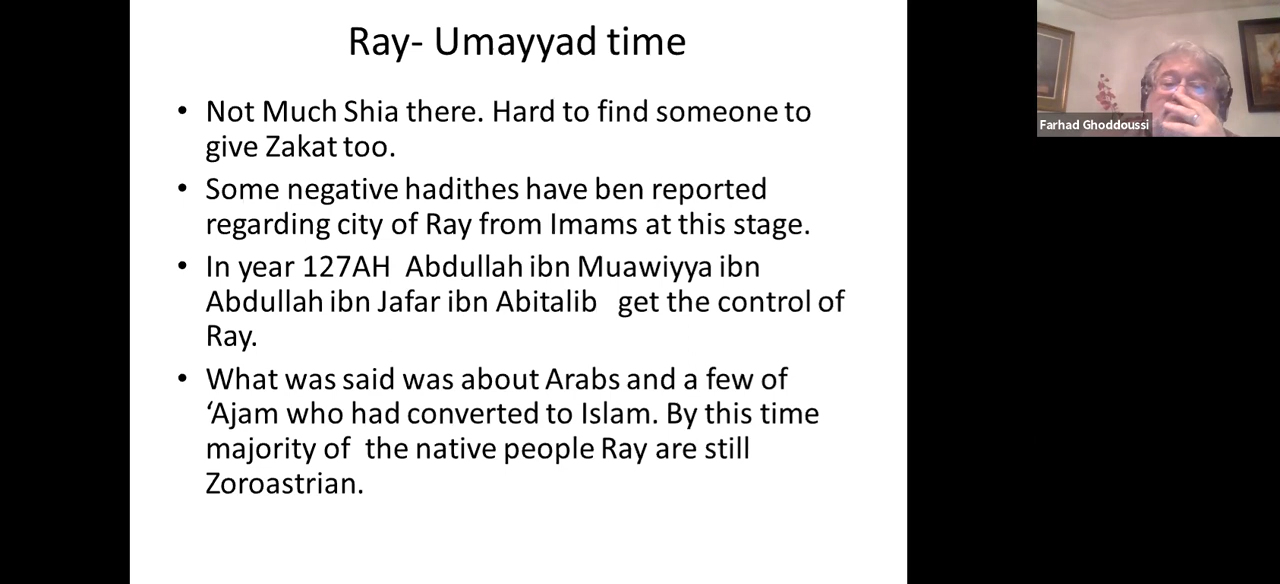 Ray- Umayyad time
• Not Much Shia there. Hard to find someone to
give Zakat too.
• Some negative hadithes have ben reported
regarding city of Ray from Imams at this stage.
• In year 127AH Abdullah ibn Muawiyya ibn
Abdullah ibn Jafar ibn Abitalib get the control of
Ray.
• What was said was about Arabs and a few of
‘Ajam who had converted to Islam. By this time
majority of the native people Ray are still
Zoroastrian.
Farhad Ghoddoussi